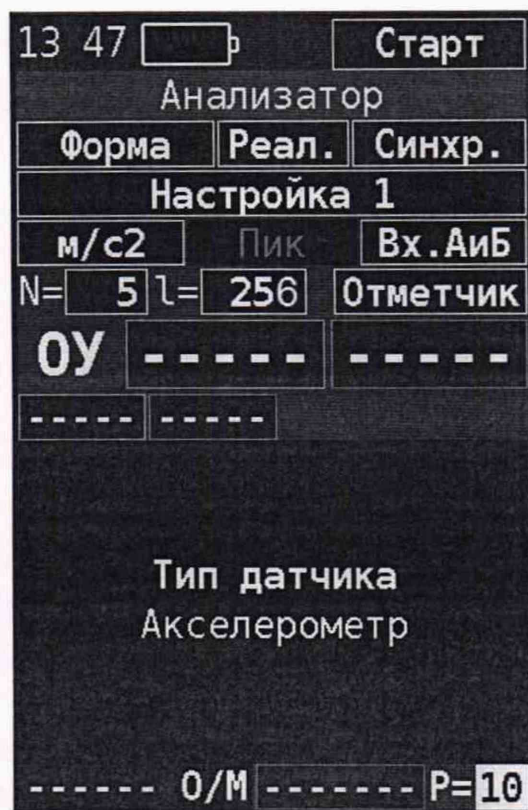 13 47 Старт
Анализатор
Форма Реал. Синхр.
Настройка 1
м/с2 Пик Вх.АиБ
N= 5 l= 256 Отметчик
ОУ ----- -----
----- -----
Тип датчика
Акселерометр
------ О/М ------- P=10